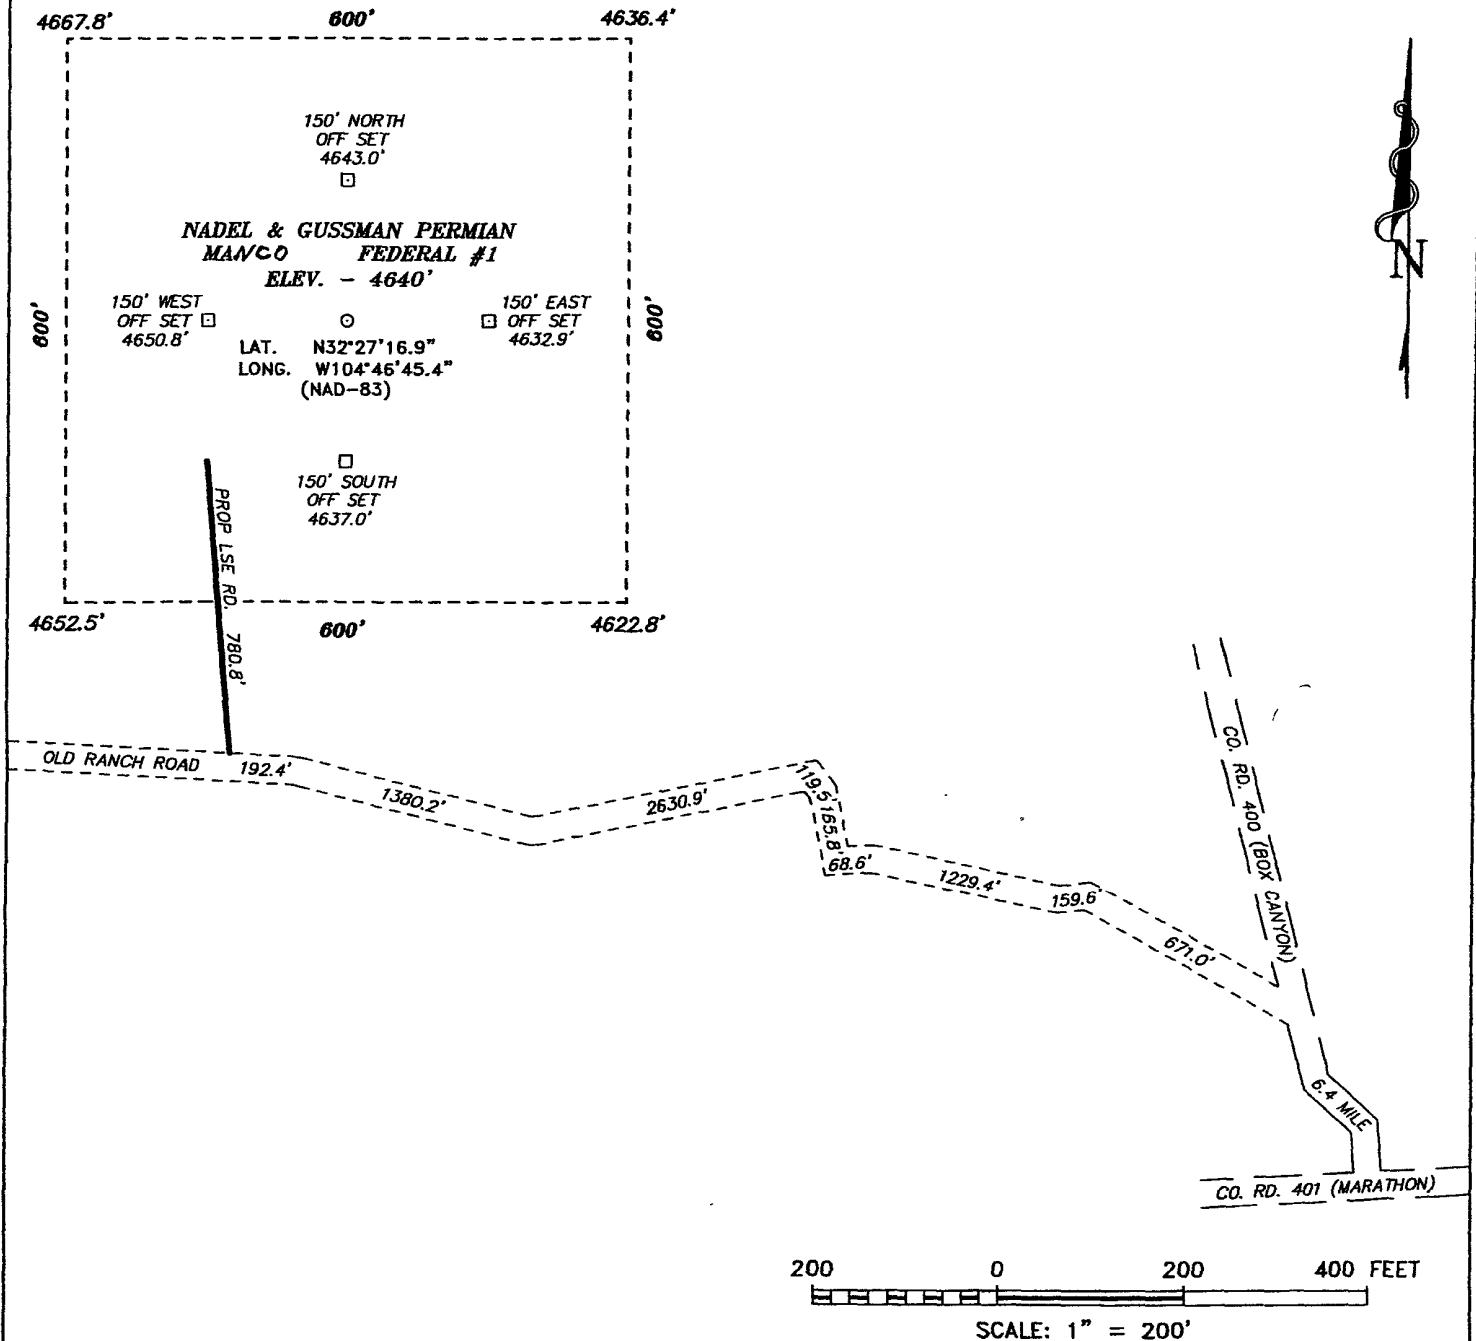 4667.8' 600' 4636.4'
150' NORTH
OFF SET
4643.0'
NADEL & GUSSMAN PERMIAN
MANCO FEDERAL #1
ELEV. - 4640'
600'
150' WEST
OFF SET
4650.8'
150' EAST
OFF SET
4632.9'
600'
LAT. N32°27'16.9"
LONG. W104°46'45.4"
(NAD-83)
150' SOUTH
OFF SET
4637.0'
PROP LSE RD. 780.8'
4652.5' 600' 4622.8'
N
OLD RANCH ROAD 192.4'
1380.2'
2630.9'
119.5'
165.8'
68.6'
1229.4'
159.6'
671.0'
CO. RD. 400 (BOX CANYON)
6.4 MILE
CO. RD. 401 (MARATHON)
200 0 200 400 FEET
SCALE: 1" = 200'